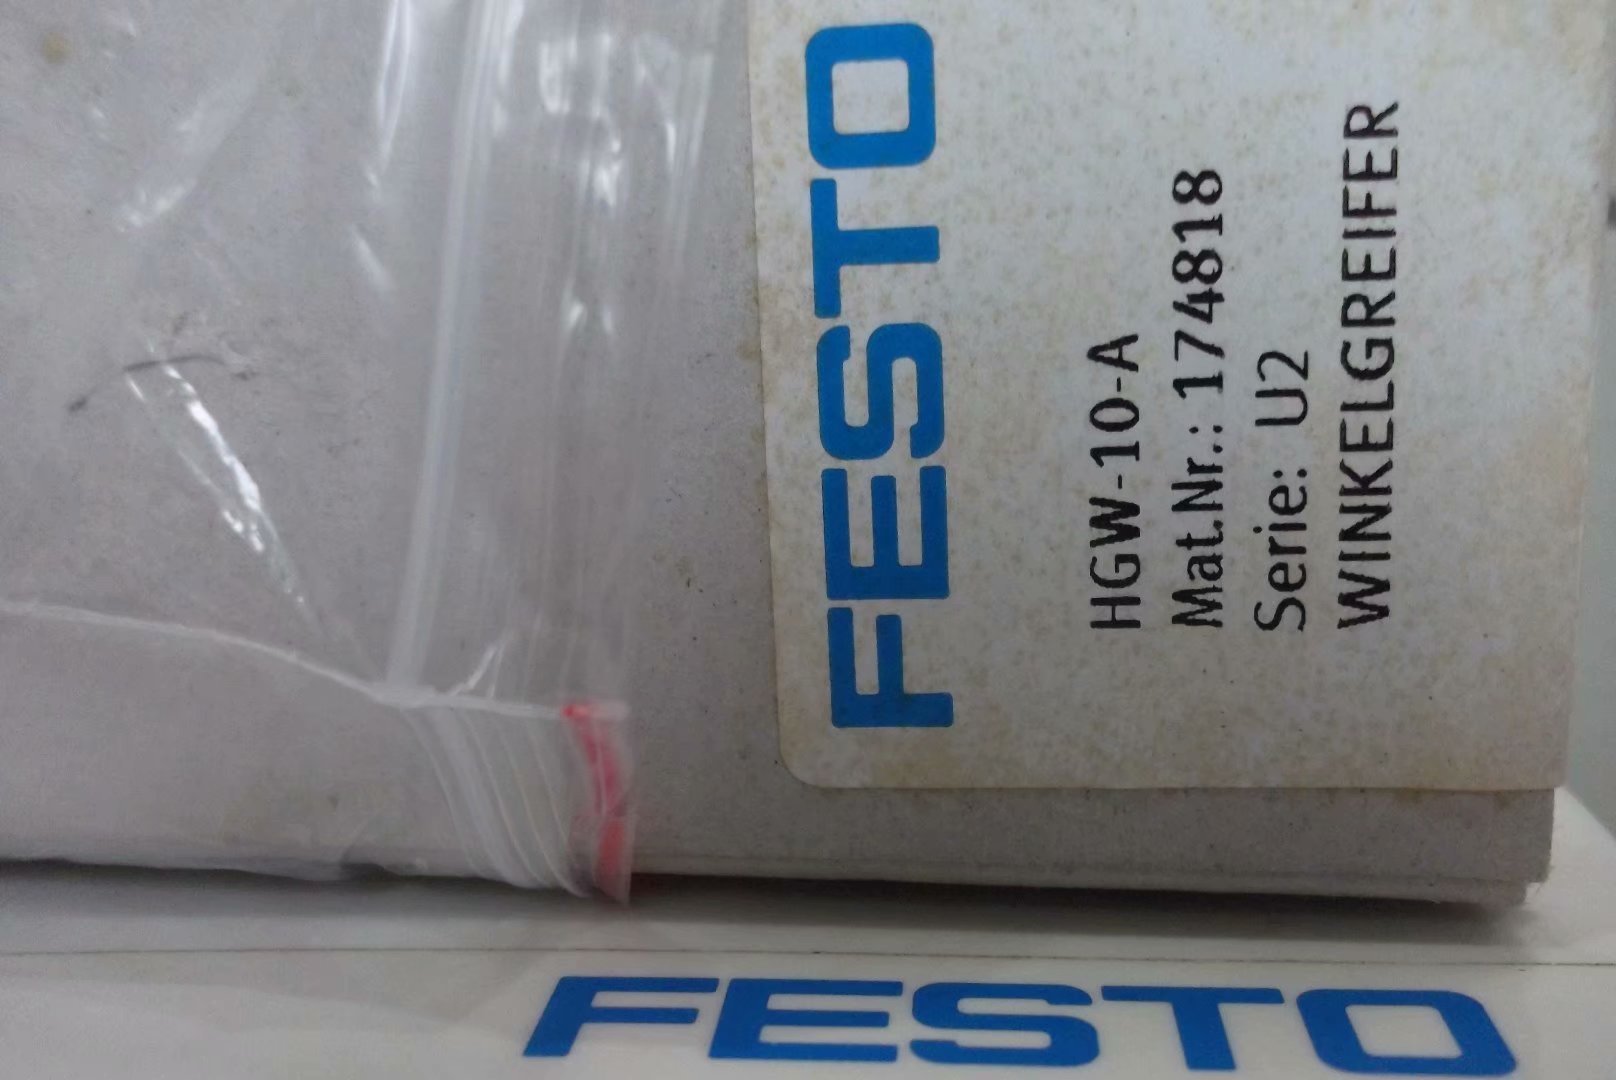 FESTO
HGW-10-A
Mat.Nr.: 174818
Serie: U2
WINKELGREIFER
FESTO